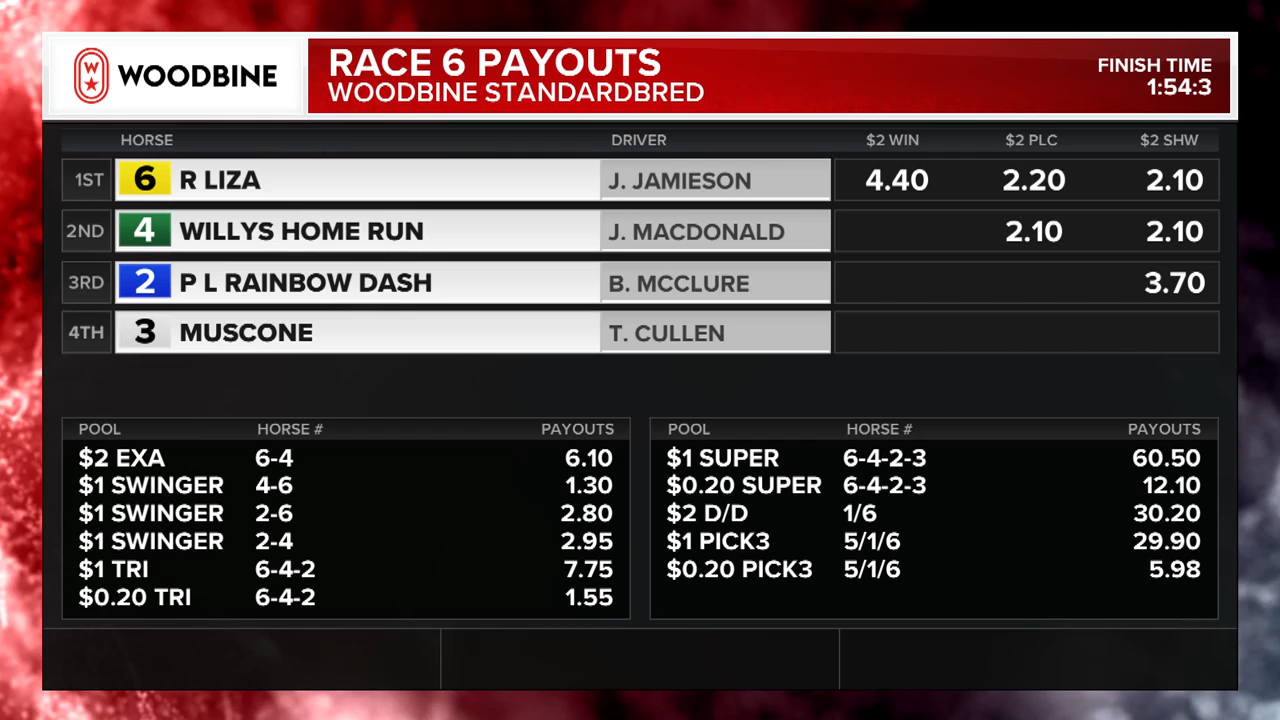 W
WOODBINE
RACE 6 PAYOUTS
WOODBINE STANDARDBRED
FINISH TIME
1:54:3
HORSE DRIVER $2 WIN $2 PLC $2 SHW
1ST 6 R LIZA J. JAMIESON 4.40 2.20 2.10
2ND 4 WILLYS HOME RUN J. MACDONALD 2.10 2.10
3RD 2 P L RAINBOW DASH B. MCCLURE 3.70
4TH 3 MUSCONE T. CULLEN
POOL HORSE # PAYOUTS
$2 EXA 6-4 6.10
$1 SWINGER 4-6 1.30
$1 SWINGER 2-6 2.80
$1 SWINGER 2-4 2.95
$1 TRI 6-4-2 7.75
$0.20 TRI 6-4-2 1.55
POOL HORSE # PAYOUTS
$1 SUPER 6-4-2-3 60.50
$0.20 SUPER 6-4-2-3 12.10
$2 D/D 1/6 30.20
$1 PICK3 5/1/6 29.90
$0.20 PICK3 5/1/6 5.98